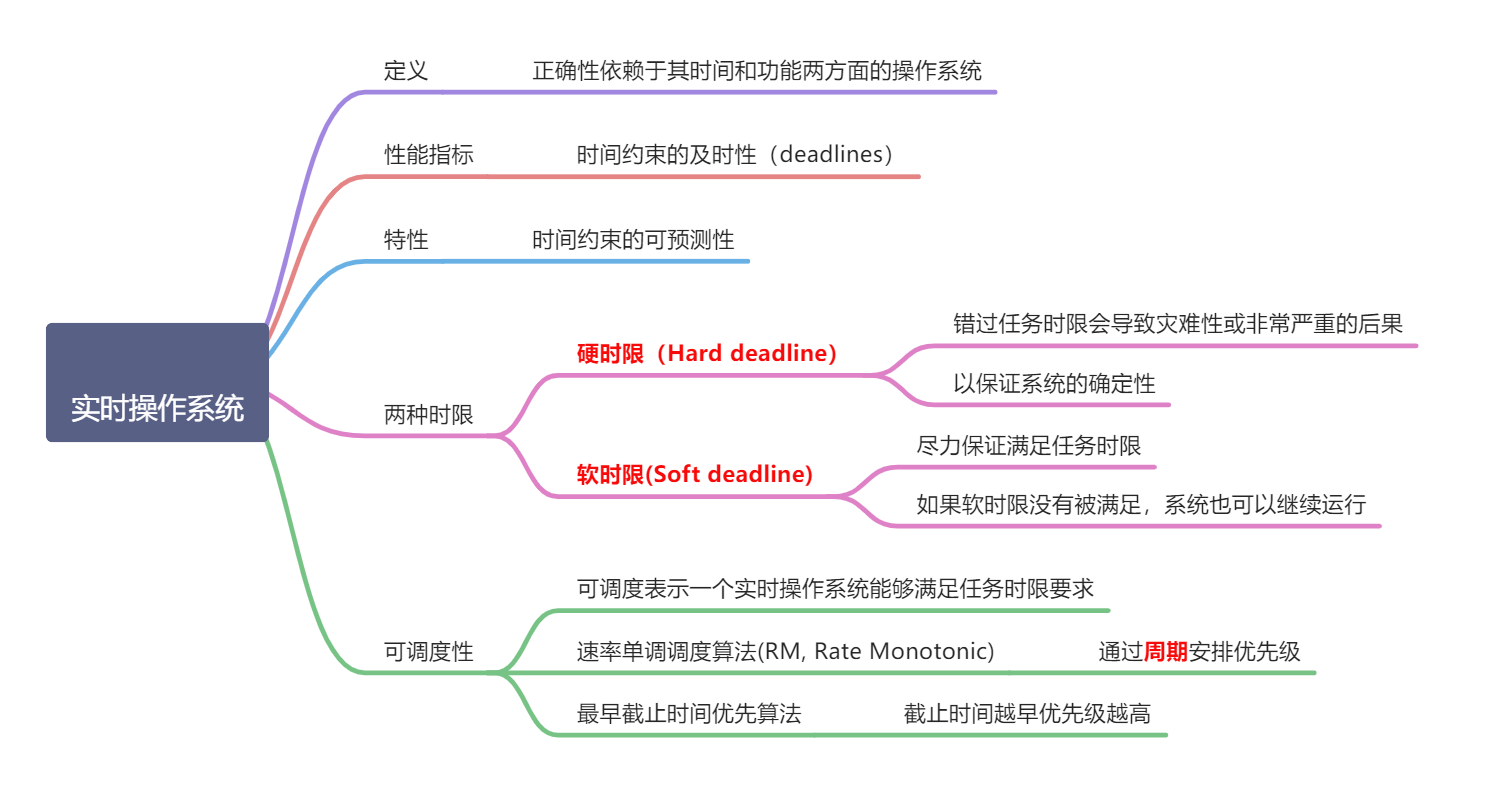 实时操作系统
定义
正确性依赖于其时间和功能两方面的操作系统
性能指标
时间约束的及时性（deadlines）
特性
时间约束的可预测性
两种时限
硬时限（Hard deadline）
错过任务时限会导致灾难性或非常严重的后果
以保证系统的确定性
软时限(Soft deadline)
尽力保证满足任务时限
如果软时限没有被满足，系统也可以继续运行
可调度性
可调度表示一个实时操作系统能够满足任务时限要求
速率单调调度算法(RM, Rate Monotonic)
通过周期安排优先级
最早截止时间优先算法
截止时间越早优先级越高